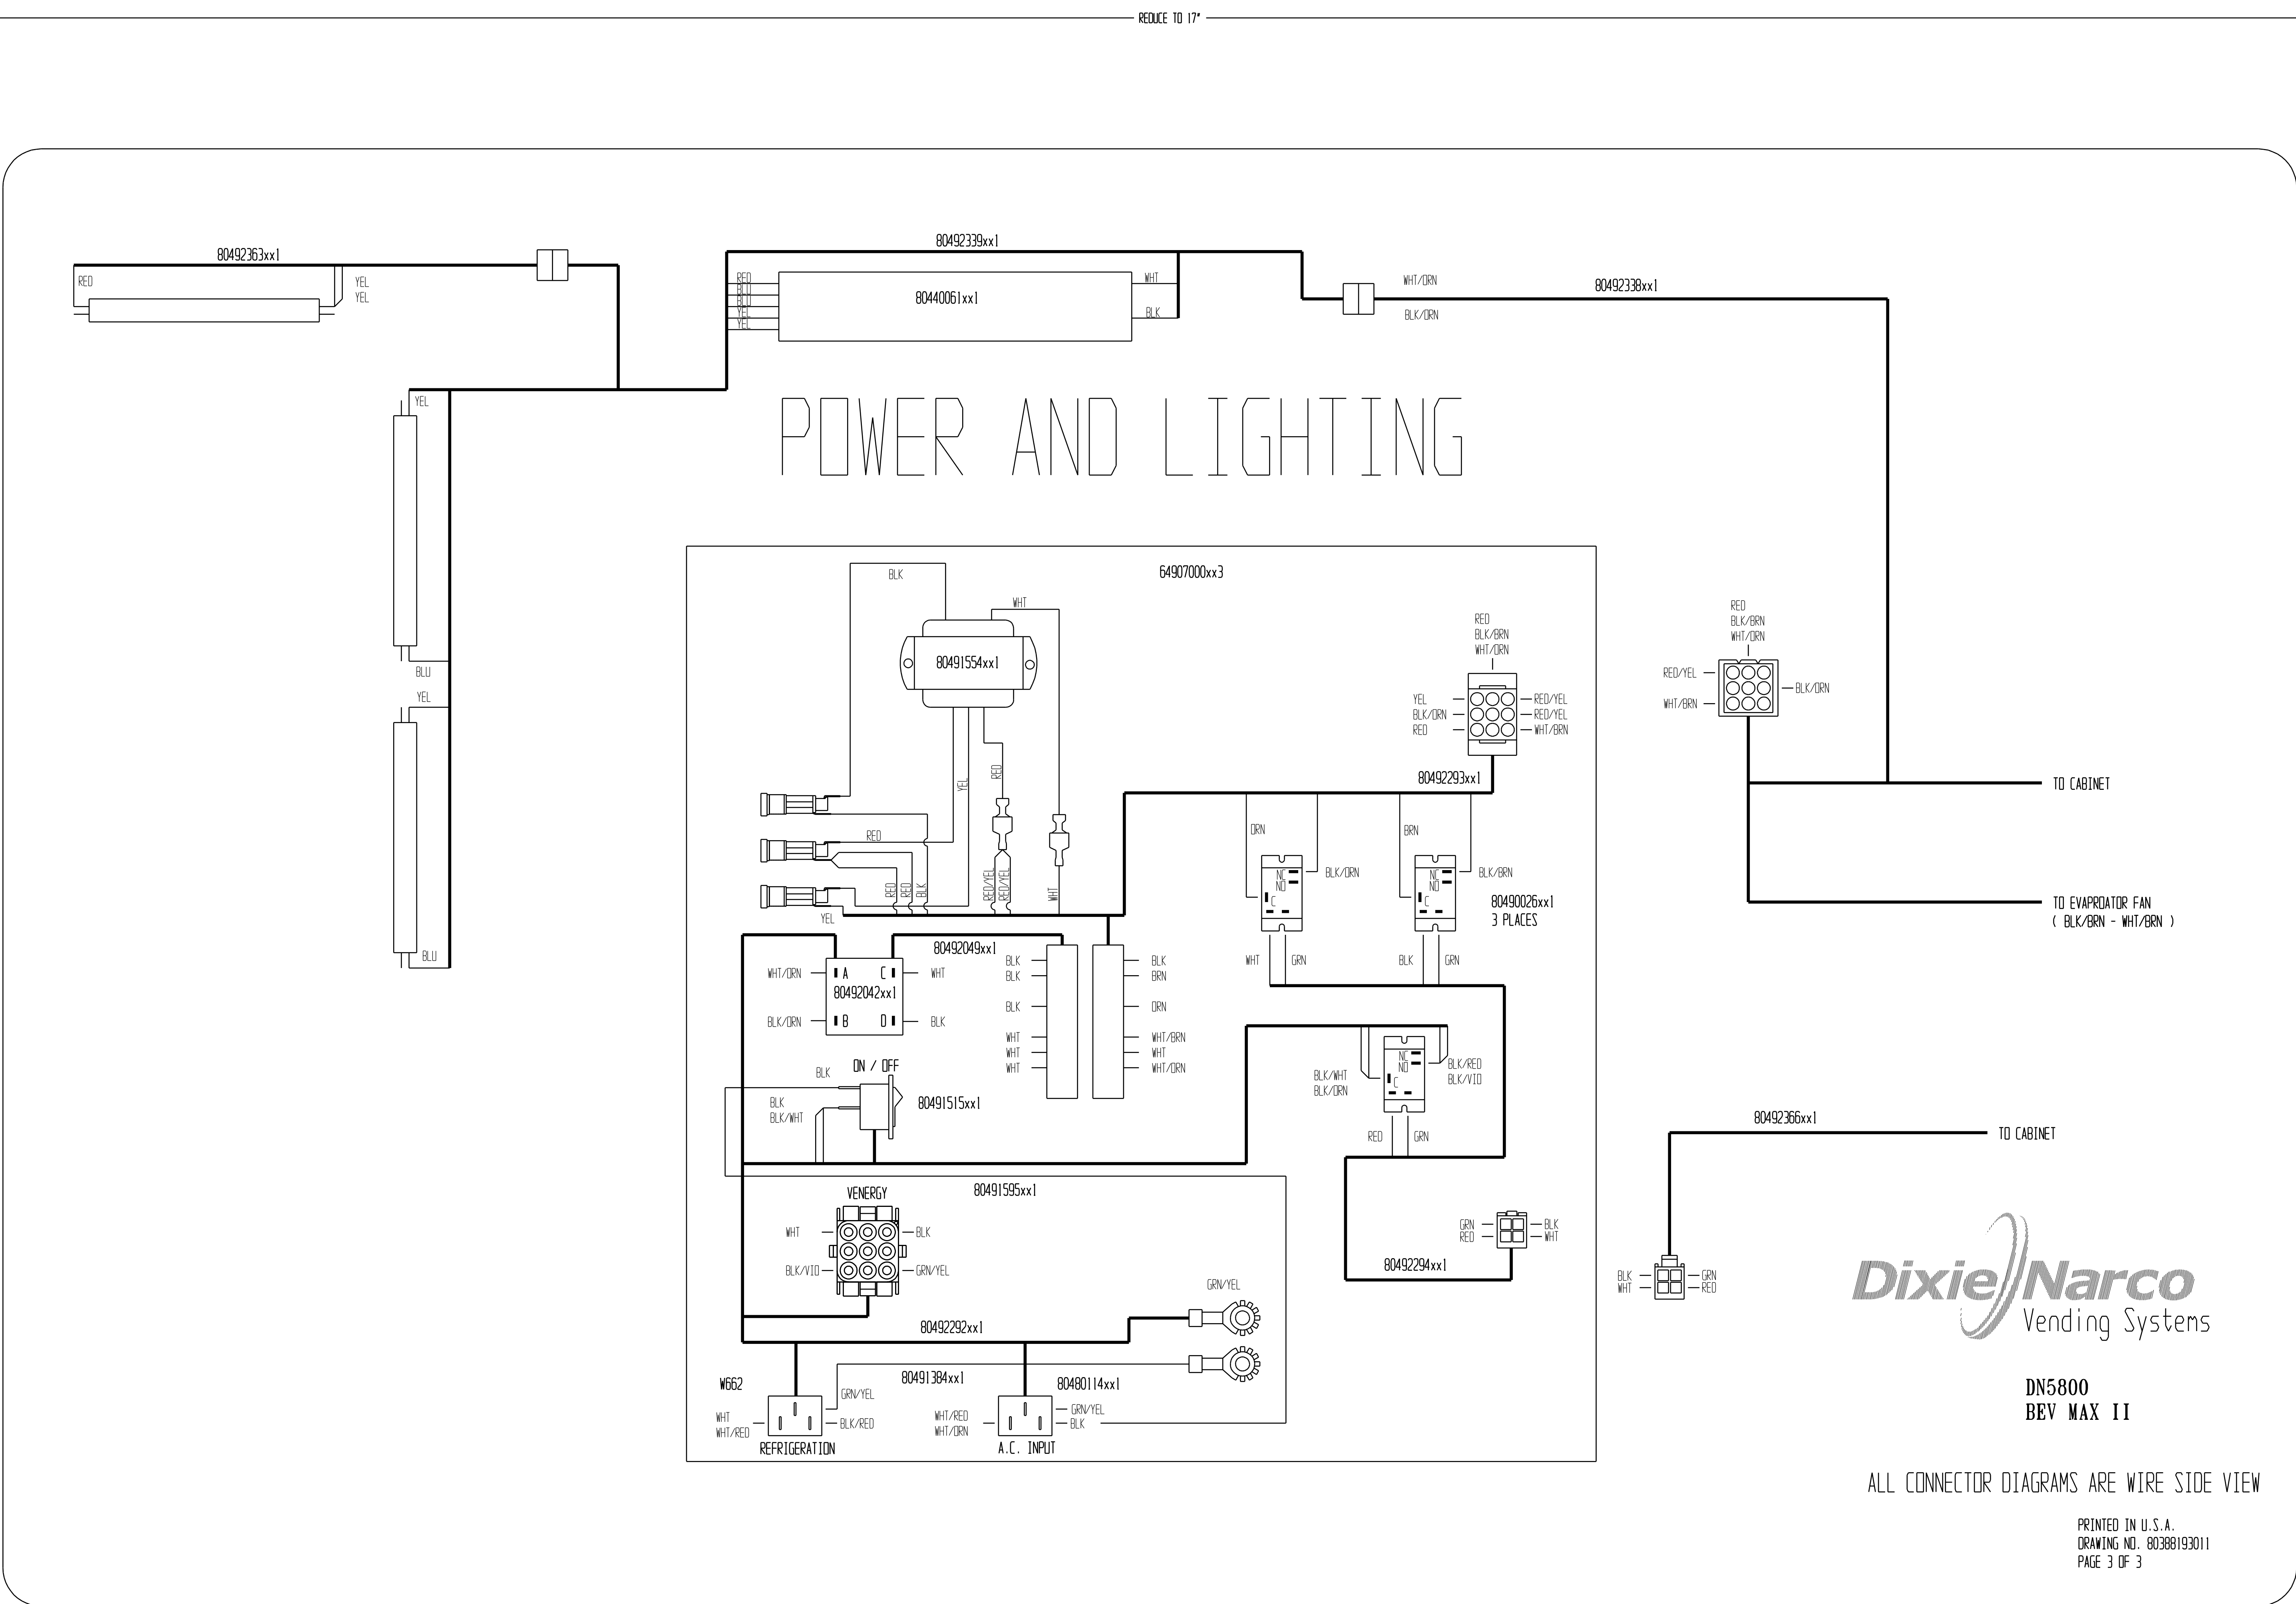 REDUCE TO 17"
80492363xx1
RED
YEL
YEL
80492339xx1
RED
BLU
BLU
YEL
YEL
80440061xx1
WHT
BLK
WHT/ORN
BLK/ORN
80492338xx1
YEL
BLU
YEL
BLU
POWER AND LIGHTING
64907000xx3
BLK
WHT
80491554xx1
RED
YEL
RED
RED
RED
BLK
RED/YEL
RED/YEL
WHT
YEL
RED
BLK/BRN
WHT/ORN
YEL
BLK/ORN
RED
RED/YEL
RED/YEL
WHT/BRN
80492293xx1
ORN
NC
NO
C
BLK/ORN
BRN
NC
NO
C
BLK/BRN
80490026xx1
3 PLACES
WHT
GRN
BLK
GRN
80492049xx1
WHT/ORN
A
C
WHT
80492042xx1
BLK/ORN
B
D
BLK
BLK
BLK
BLK
WHT
WHT
WHT
BLK
BRN
ORN
WHT/BRN
WHT
WHT/ORN
ON / OFF
BLK
BLK
BLK/WHT
80491515xx1
BLK/WHT
BLK/ORN
NC
NO
C
BLK/RED
BLK/VIO
RED
GRN
80491595xx1
VENERGY
WHT
BLK
BLK/VIO
GRN/YEL
GRN
RED
BLK
WHT
80492294xx1
GRN/YEL
80492292xx1
80491384xx1
W662
GRN/YEL
WHT
WHT/RED
BLK/RED
REFRIGERATION
80480114xx1
WHT/RED
WHT/ORN
GRN/YEL
BLK
A.C. INPUT
RED
BLK/BRN
WHT/ORN
RED/YEL
WHT/BRN
BLK/ORN
TO CABINET
TO EVAPROATOR FAN
( BLK/BRN - WHT/BRN )
80492366xx1
TO CABINET
BLK
WHT
GRN
RED
Dixie Narco
Vending Systems
DN5800
BEV MAX II
ALL CONNECTOR DIAGRAMS ARE WIRE SIDE VIEW
PRINTED IN U.S.A.
DRAWING NO. 80388193011
PAGE 3 OF 3